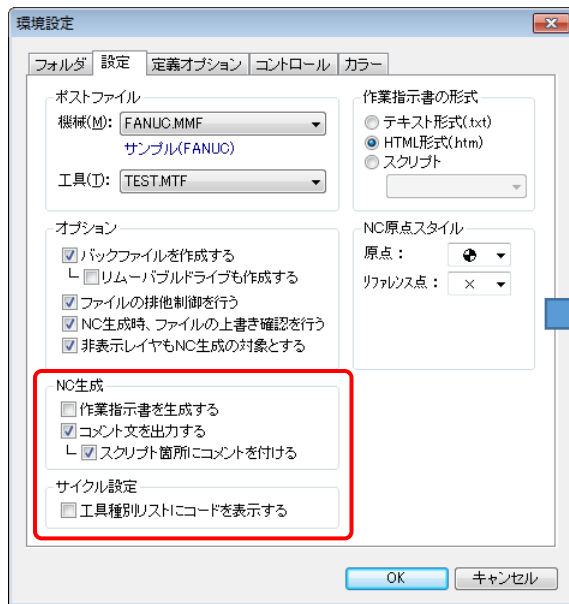 環境設定
フォルダ 設定 定義オプション コントロール カラー
ポストファイル
機械(M): FANUC.MMF
サンプル(FANUC)
工具(T): TEST.MTF
作業指示書の形式
テキスト形式(.txt)
HTML形式(.htm)
スクリプト
オプション
バックファイルを作成する
リムーバブルドライブも作成する
ファイルの排他制御を行う
NC生成時、ファイルの上書き確認を行う
非表示レイヤもNC生成の対象とする
NC原点スタイル
原点：
リファレンス点：
NC生成
作業指示書を生成する
コメント文を出力する
スクリプト箇所にコメントを付ける
サイクル設定
工具種別リストにコードを表示する
OK キャンセル